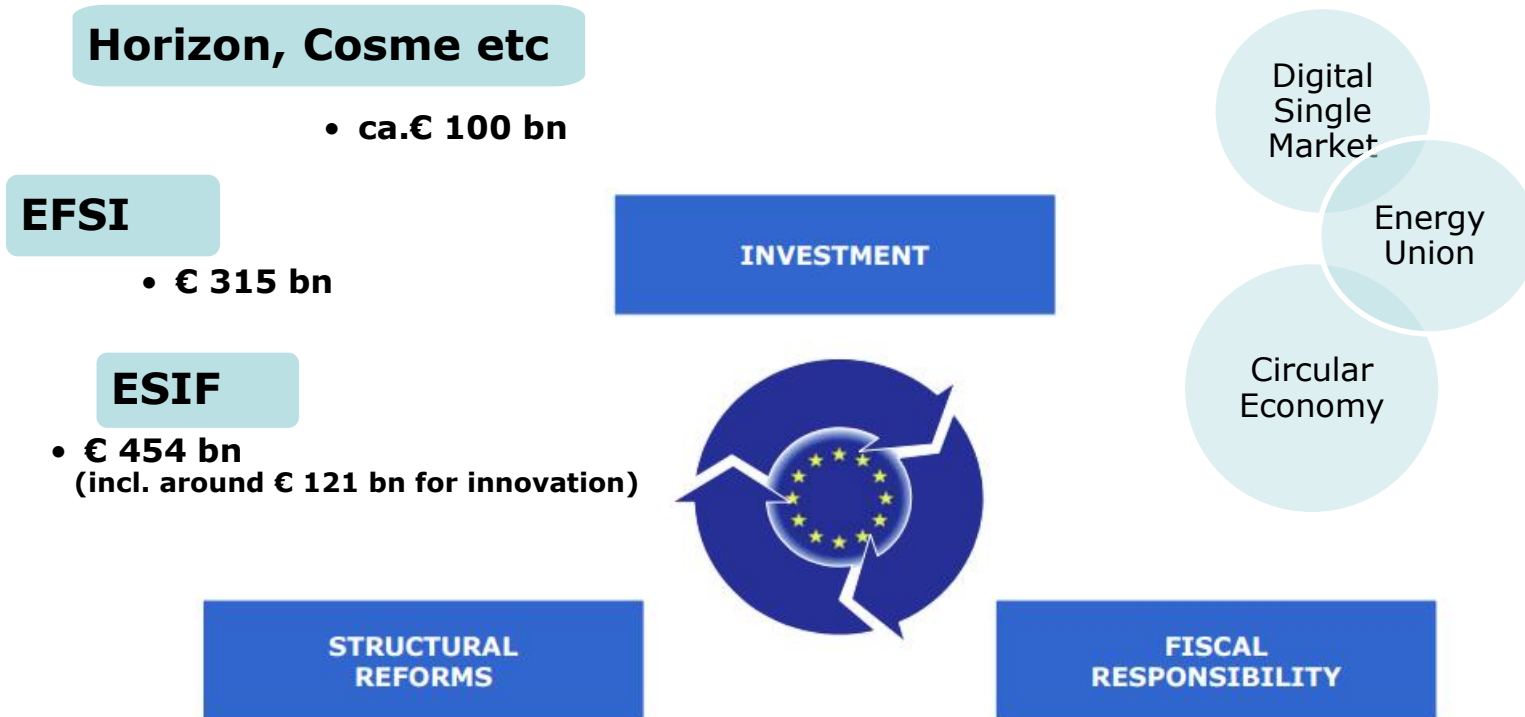 Horizon, Cosme etc
• ca.€ 100 bn
EFSI
• € 315 bn
ESIF
• € 454 bn
(incl. around € 121 bn for innovation)
INVESTMENT
STRUCTURAL
REFORMS
FISCAL
RESPONSIBILITY
Digital
Single
Market
Energy
Union
Circular
Economy